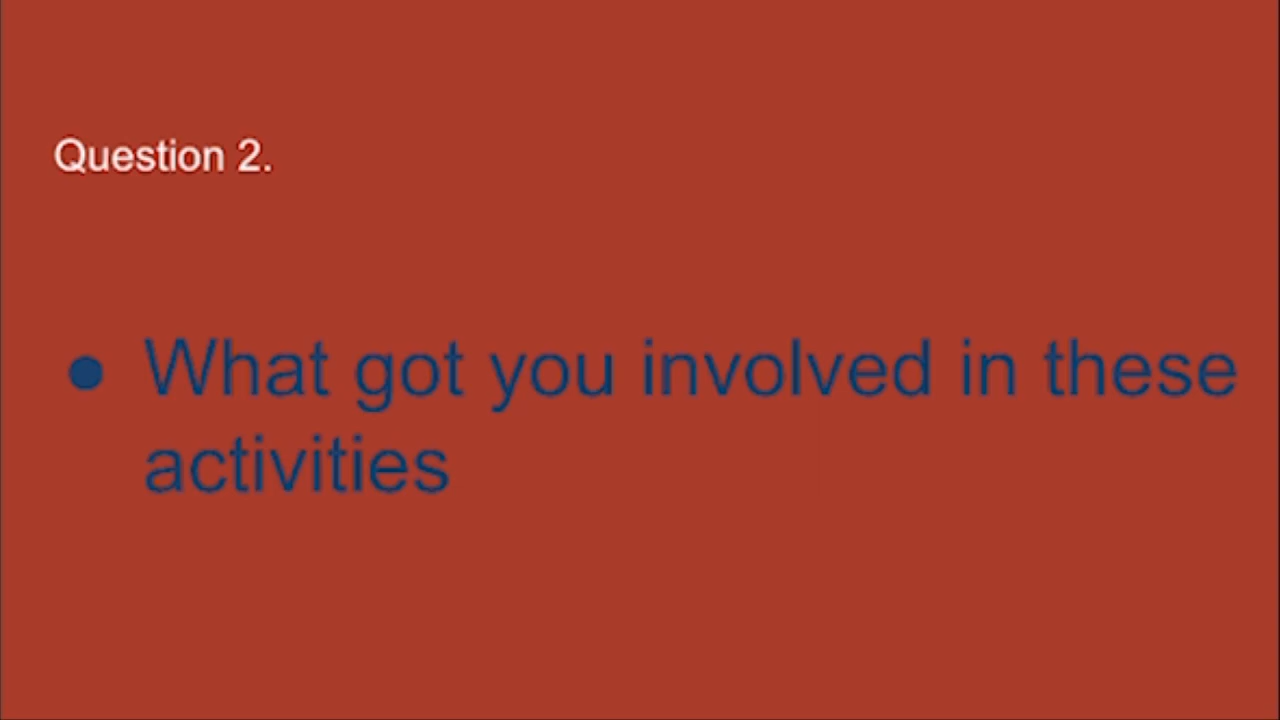 Question 2.
● What got you involved in these
activities